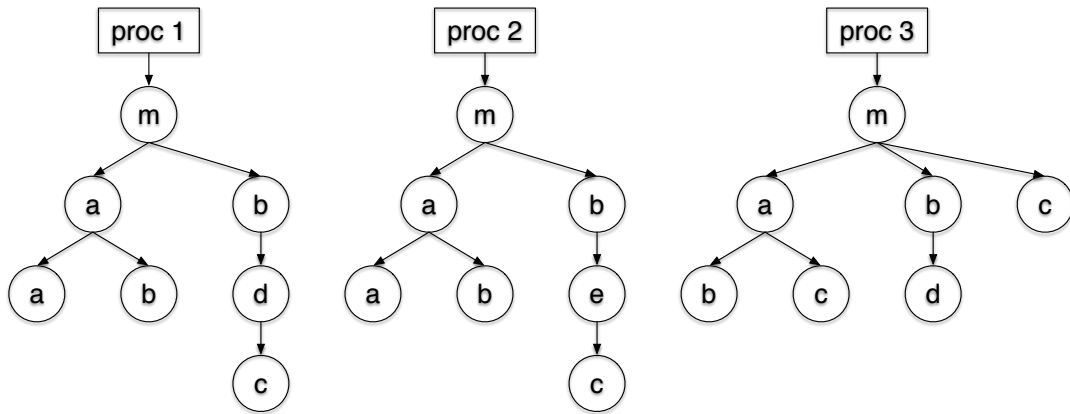 proc 1 proc 2 proc 3
m m m
a b a b a b c
a b d a b e b c d
c c